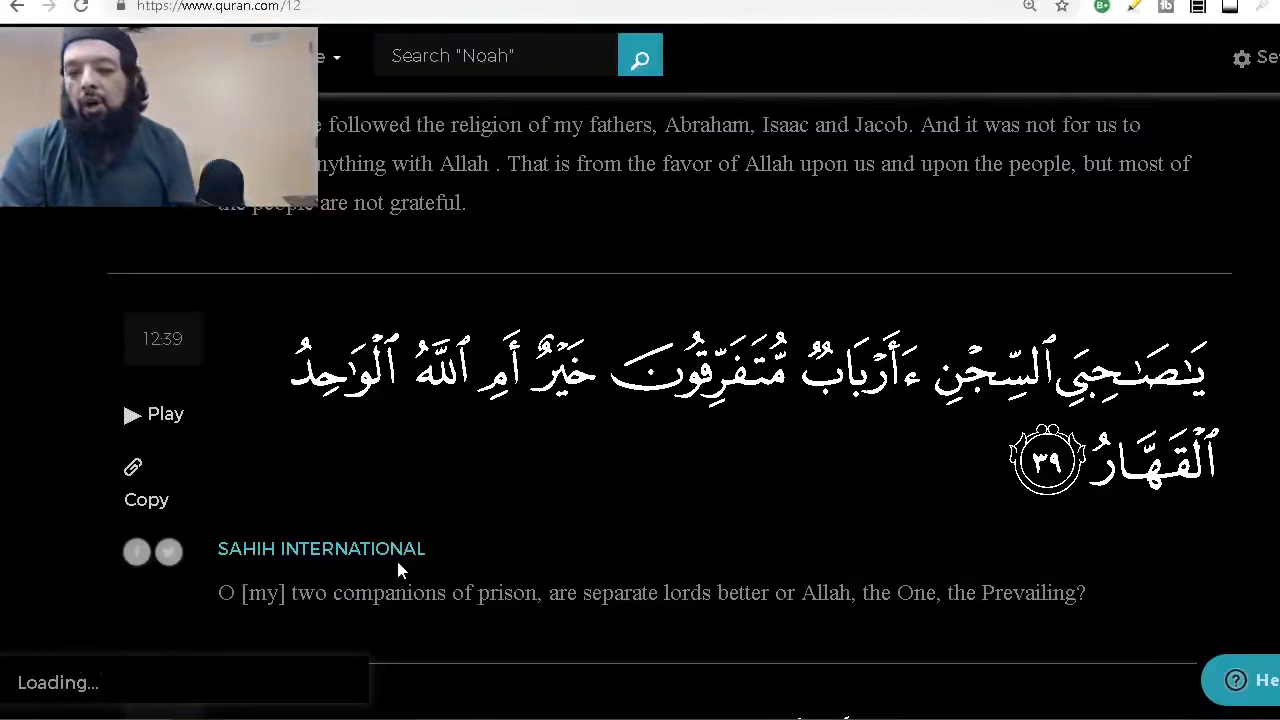 https://www.quran.com/12
e
Search "Noah"
Se
e followed the religion of my fathers, Abraham, Isaac and Jacob. And it was not for us to
nything with Allah . That is from the favor of Allah upon us and upon the people, but most of
the people are not grateful.
12:39
يَـٰصَـٰحِبَىِ ٱلسِّجْنِ ءَأَرْبَابٌ مُّتَفَرِّقُونَ خَيْرٌ أَمِ ٱللَّهُ ٱلْوَٰحِدُ
ٱلْقَهَّارُ ٣٩
Play
Copy
SAHIH INTERNATIONAL
O [my] two companions of prison, are separate lords better or Allah, the One, the Prevailing?
Loading...
He